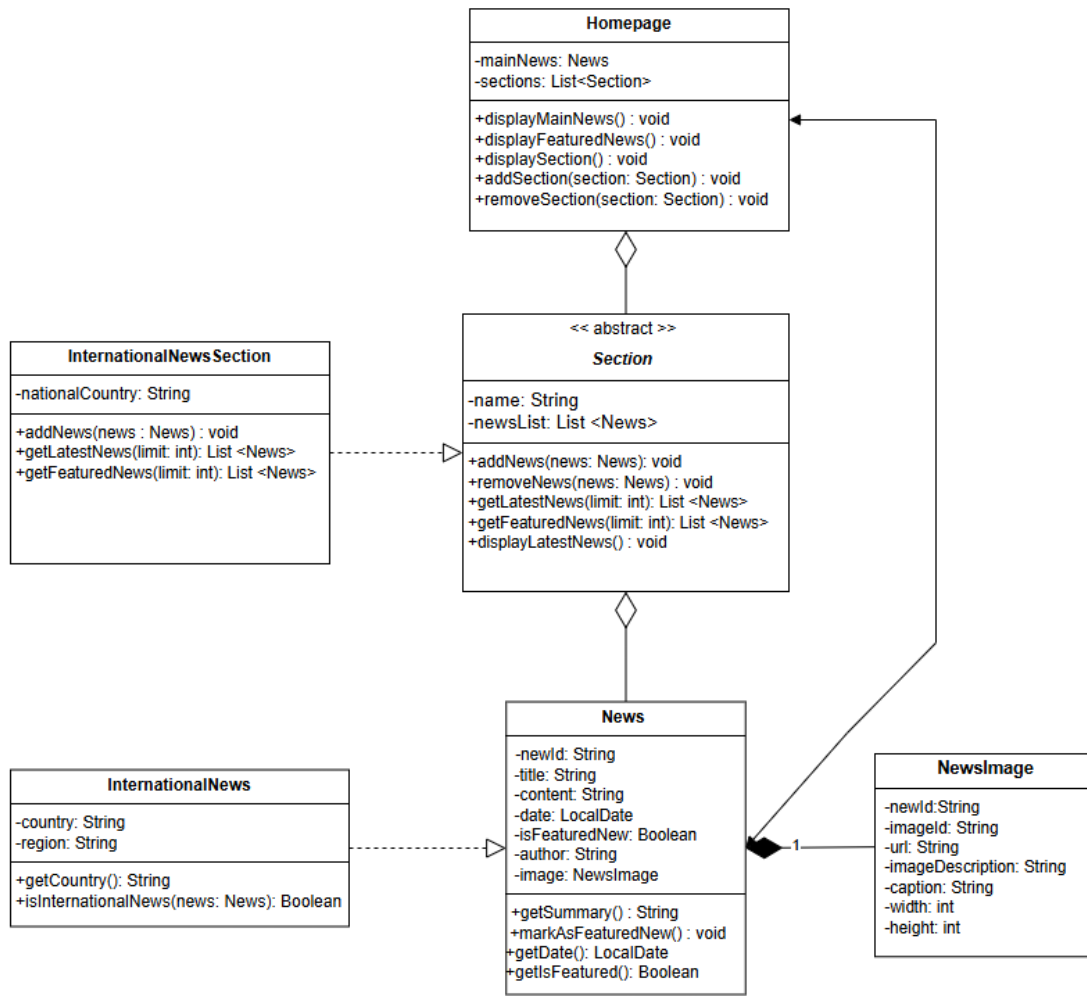 Homepage
-mainNews: News
-sections: List<Section>
+displayMainNews() : void
+displayFeaturedNews() : void
+displaySection() : void
+addSection(section: Section) : void
+removeSection(section: Section) : void
<< abstract >>
Section
-name: String
-newsList: List <News>
+addNews(news: News): void
+removeNews(news: News) : void
+getLatestNews(limit: int): List <News>
+getFeaturedNews(limit: int): List <News>
+displayLatestNews() : void
InternationalNewsSection
-nationalCountry: String
+addNews(news : News) : void
+getLatestNews(limit: int): List <News>
+getFeaturedNews(limit: int): List <News>
News
-newId: String
-title: String
-content: String
-date: LocalDate
-isFeaturedNew: Boolean
-author: String
-image: NewsImage
+getSummary() : String
+markAsFeaturedNew() : void
+getDate(): LocalDate
+getIsFeatured(): Boolean
InternationalNews
-country: String
-region: String
+getCountry(): String
+isInternationalNews(news: News): Boolean
1
NewsImage
-newId:String
-imageId: String
-url: String
-imageDescription: String
-caption: String
-width: int
-height: int